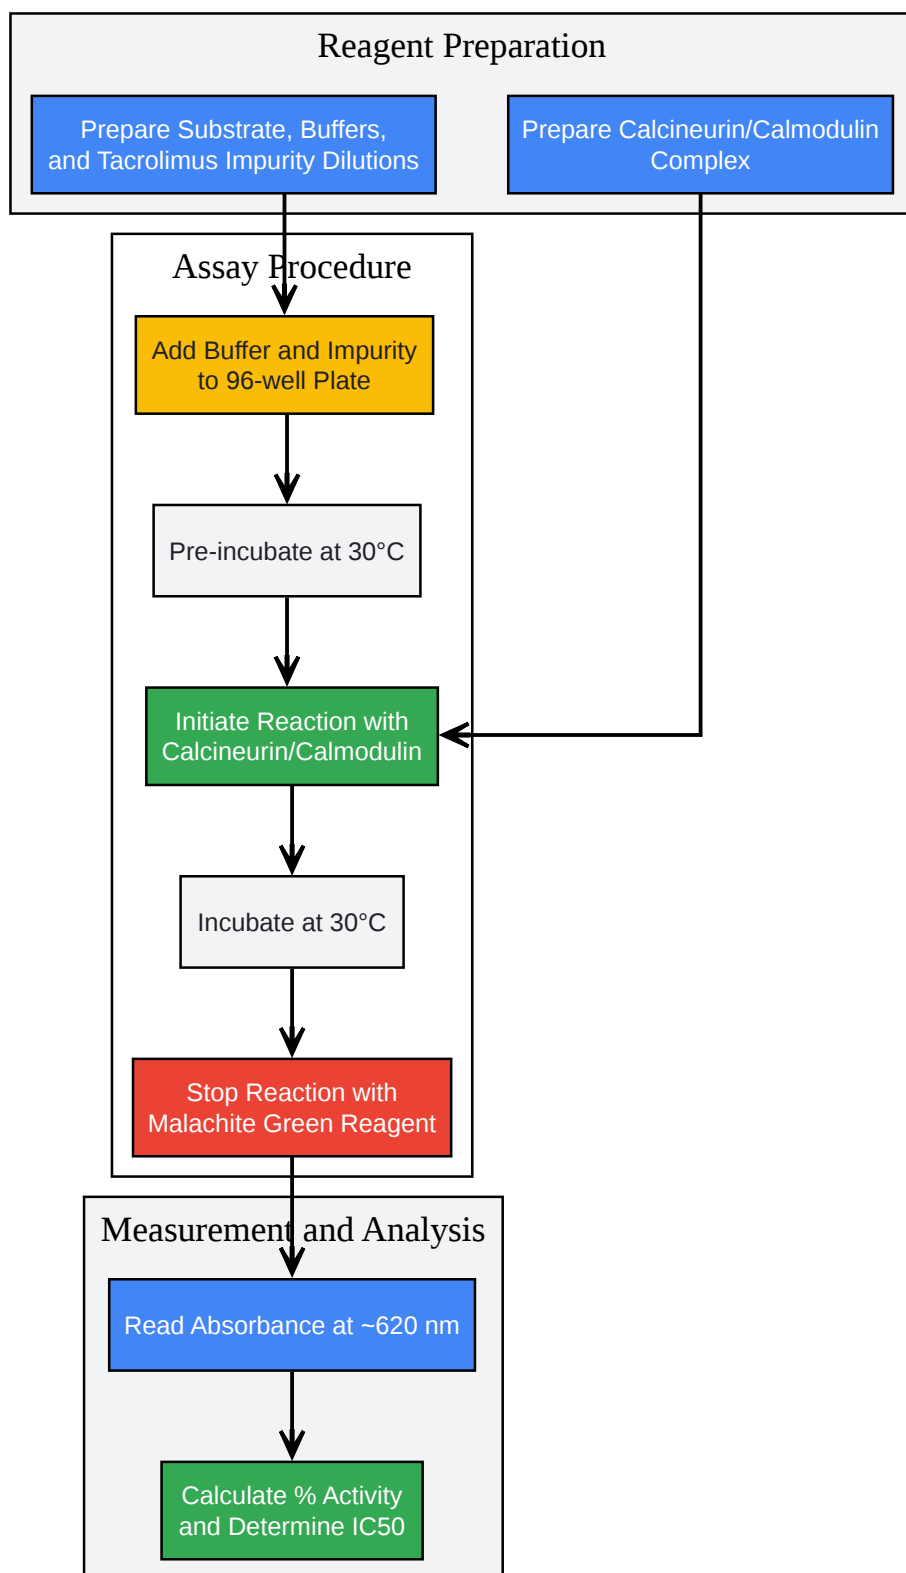 Reagent Preparation
Prepare Substrate, Buffers,
and Tacrolimus Impurity Dilutions
Prepare Calcineurin/Calmodulin
Complex
Assay Procedure
Add Buffer and Impurity
to 96-well Plate
Pre-incubate at 30°C
Initiate Reaction with
Calcineurin/Calmodulin
Incubate at 30°C
Stop Reaction with
Malachite Green Reagent
Measurement and Analysis
Read Absorbance at ~620 nm
Calculate % Activity
and Determine IC50